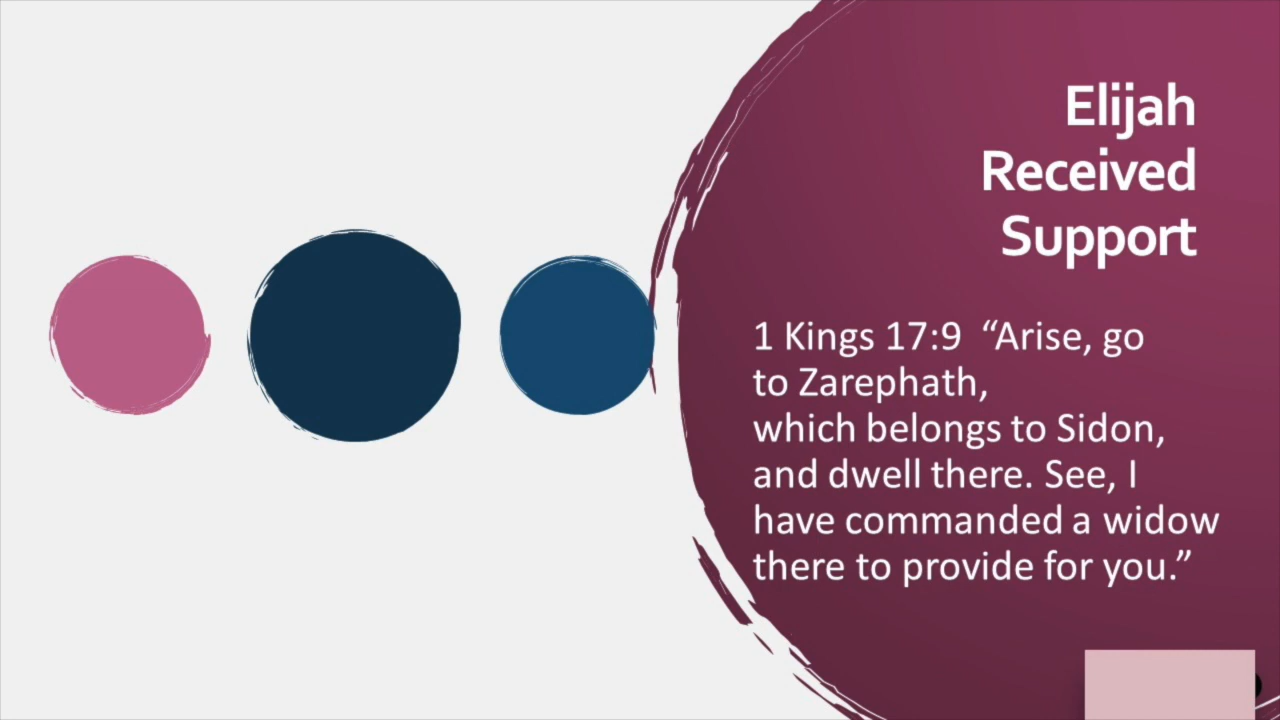 Elijah
Received
Support
1 Kings 17:9  “Arise, go
to Zarephath,
which belongs to Sidon,
and dwell there. See, I
have commanded a widow
there to provide for you.”